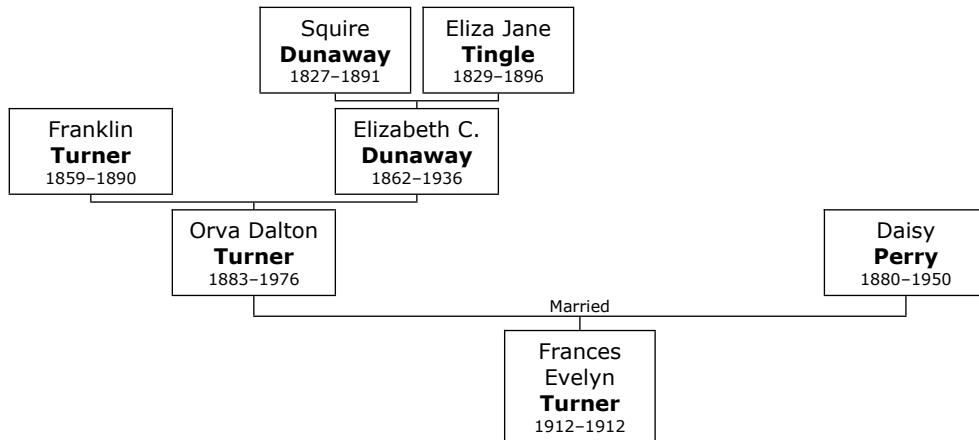 Squire
Dunaway
1827–1891
Eliza Jane
Tingle
1829–1896
Franklin
Turner
1859–1890
Elizabeth C.
Dunaway
1862–1936
Orva Dalton
Turner
1883–1976
Daisy
Perry
1880–1950
Married
Frances
Evelyn
Turner
1912–1912